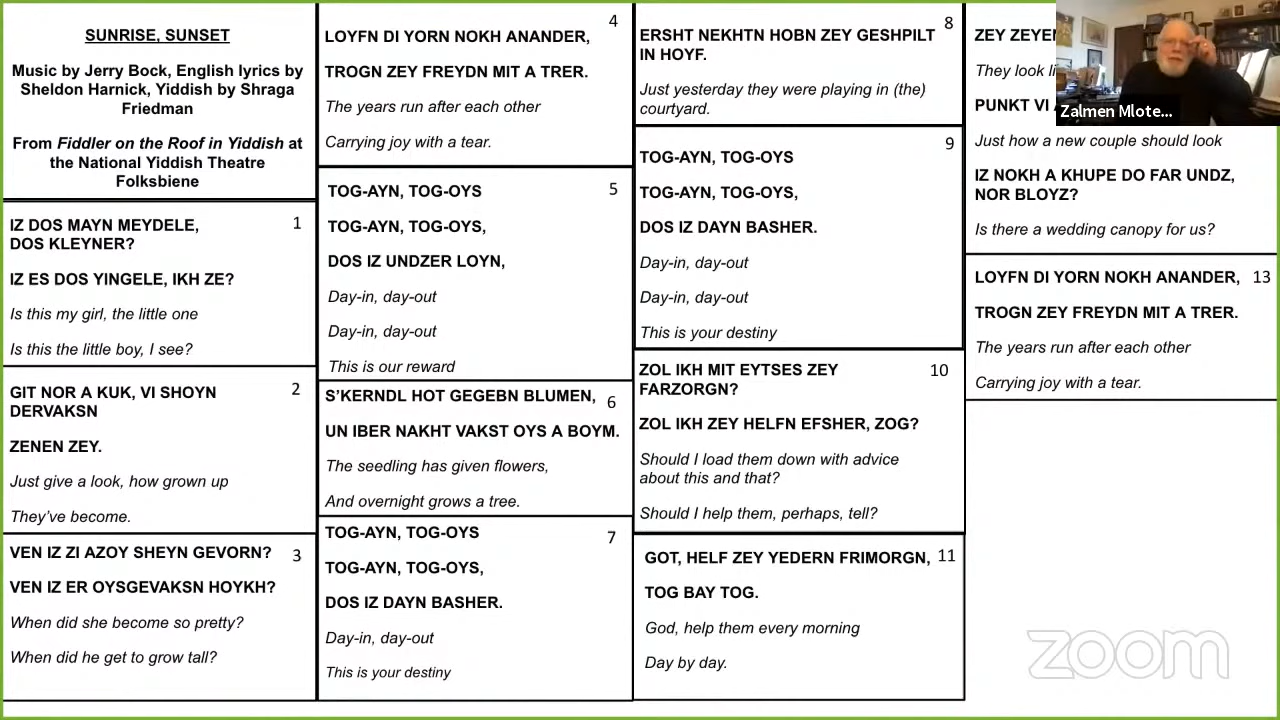 SUNRISE, SUNSET
Music by Jerry Bock, English lyrics by
Sheldon Harnick, Yiddish by Shraga
Friedman
From Fiddler on the Roof in Yiddish at
the National Yiddish Theatre
Folksbiene
1
IZ DOS MAYN MEYDELE,
DOS KLEYNER?
IZ ES DOS YINGELE, IKH ZE?
Is this my girl, the little one
Is this the little boy, I see?
2
GIT NOR A KUK, VI SHOYN
DERVAKSN
ZENEN ZEY.
Just give a look, how grown up
They've become.
3
VEN IZ ZI AZOY SHEYN GEVORN?
VEN IZ ER OYSGEVAKSN HOYKH?
When did she become so pretty?
When did he get to grow tall?
4
LOYFN DI YORN NOKH ANANDER,
TROGN ZEY FREYDN MIT A TRER.
The years run after each other
Carrying joy with a tear.
5
TOG-AYN, TOG-OYS
TOG-AYN, TOG-OYS,
DOS IZ UNDZER LOYN,
Day-in, day-out
Day-in, day-out
This is our reward
6
S'KERNDL HOT GEGEBN BLUMEN,
UN IBER NAKHT VAKST OYS A BOYM.
The seedling has given flowers,
And overnight grows a tree.
7
TOG-AYN, TOG-OYS
TOG-AYN, TOG-OYS,
DOS IZ DAYN BASHER.
Day-in, day-out
This is your destiny
8
ERSHT NEKHTN HOBN ZEY GESHPILT
IN HOYF.
Just yesterday they were playing in (the)
courtyard.
9
TOG-AYN, TOG-OYS
TOG-AYN, TOG-OYS,
DOS IZ DAYN BASHER.
Day-in, day-out
Day-in, day-out
This is your destiny
10
ZOL IKH MIT EYTSES ZEY
FARZORGN?
ZOL IKH ZEY HELFN EFSHER, ZOG?
Should I load them down with advice
about this and that?
Should I help them, perhaps, tell?
11
GOT, HELF ZEY YEDERN FRIMORGN,
TOG BAY TOG.
God, help them every morning
Day by day.
ZEY
They look
PUNKT VI
Just how a new couple should look
IZ NOKH A KHUPE DO FAR UNDZ,
NOR BLOYZ?
Is there a wedding canopy for us?
13
LOYFN DI YORN NOKH ANANDER,
TROGN ZEY FREYDN MIT A TRER.
The years run after each other
Carrying joy with a tear.
Zalmen Mlote...
zoom